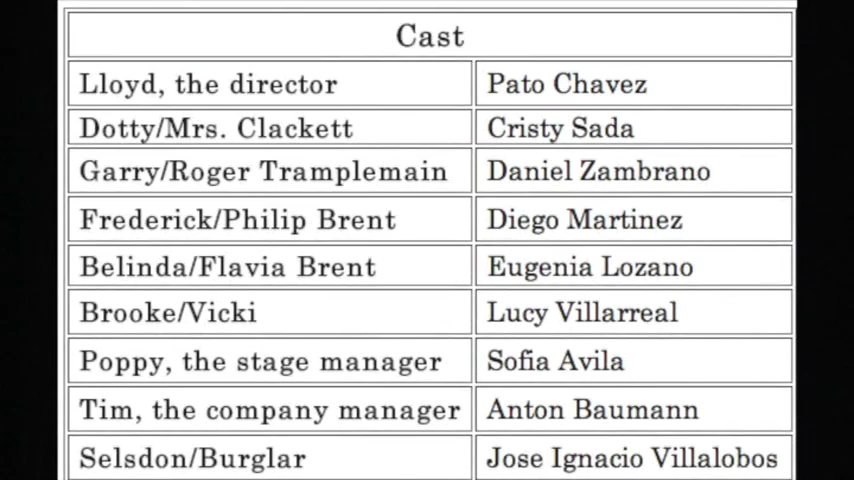 Cast
Lloyd, the director Pato Chavez
Dotty/Mrs. Clackett Cristy Sada
Garry/Roger Tramplemain Daniel Zambrano
Frederick/Philip Brent Diego Martinez
Belinda/Flavia Brent Eugenia Lozano
Brooke/Vicki Lucy Villarreal
Poppy, the stage manager Sofia Avila
Tim, the company manager Anton Baumann
Selsdon/Burglar Jose Ignacio Villalobos